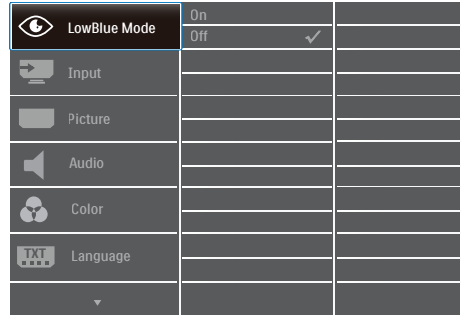 LowBlue Mode
On
Off
Input
Picture
Audio
Color
TXT
Language